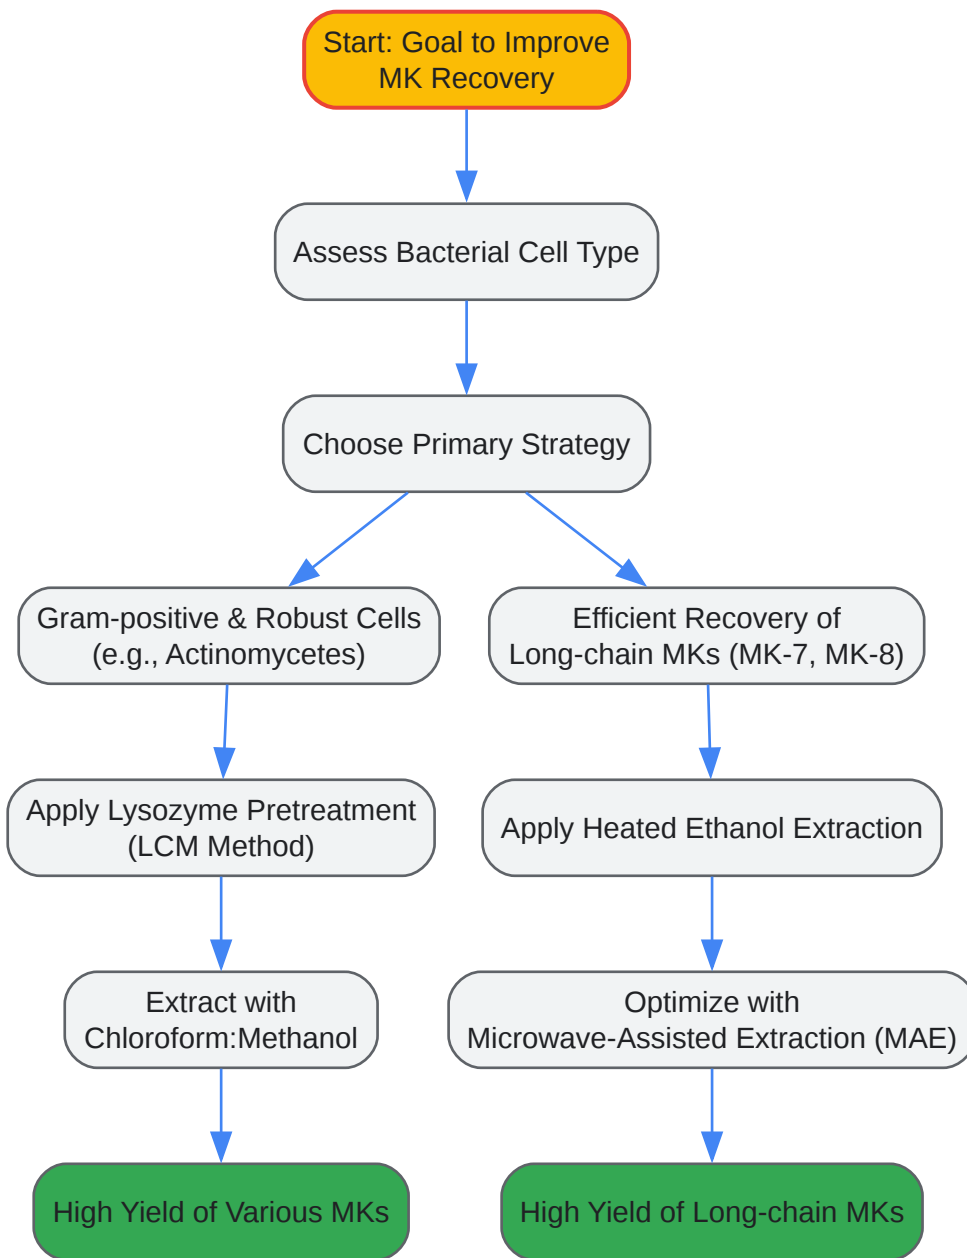 Start: Goal to Improve
MK Recovery
Assess Bacterial Cell Type
Choose Primary Strategy
Gram-positive & Robust Cells
(e.g., Actinomycetes)
Efficient Recovery of
Long-chain MKs (MK-7, MK-8)
Apply Lysozyme Pretreatment
(LCM Method)
Apply Heated Ethanol Extraction
Extract with
Chloroform:Methanol
Optimize with
Microwave-Assisted Extraction (MAE)
High Yield of Various MKs
High Yield of Long-chain MKs